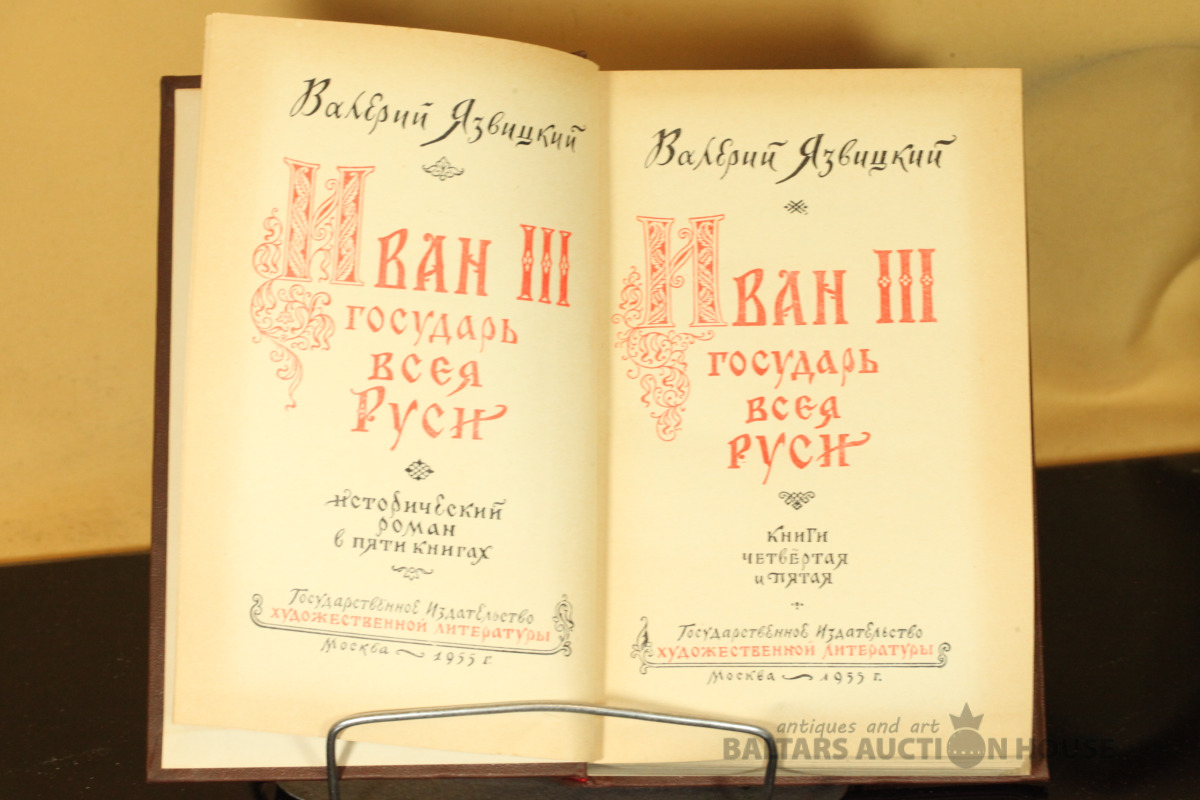 Валерий Язвицкий
Иван III
государь
всея
Руси
исторический
роман
в пяти книгах
Государственное Издательство
художественной литературы
Москва ~ 1955 г.
Валерий Язвицкий
Иван III
государь
всея
Руси
книги
четвёртая
и пятая
Государственное Издательство
художественной литературы
Москва ~ 1955 г.
antiques and art
BALTARS AUCTION HOUSE